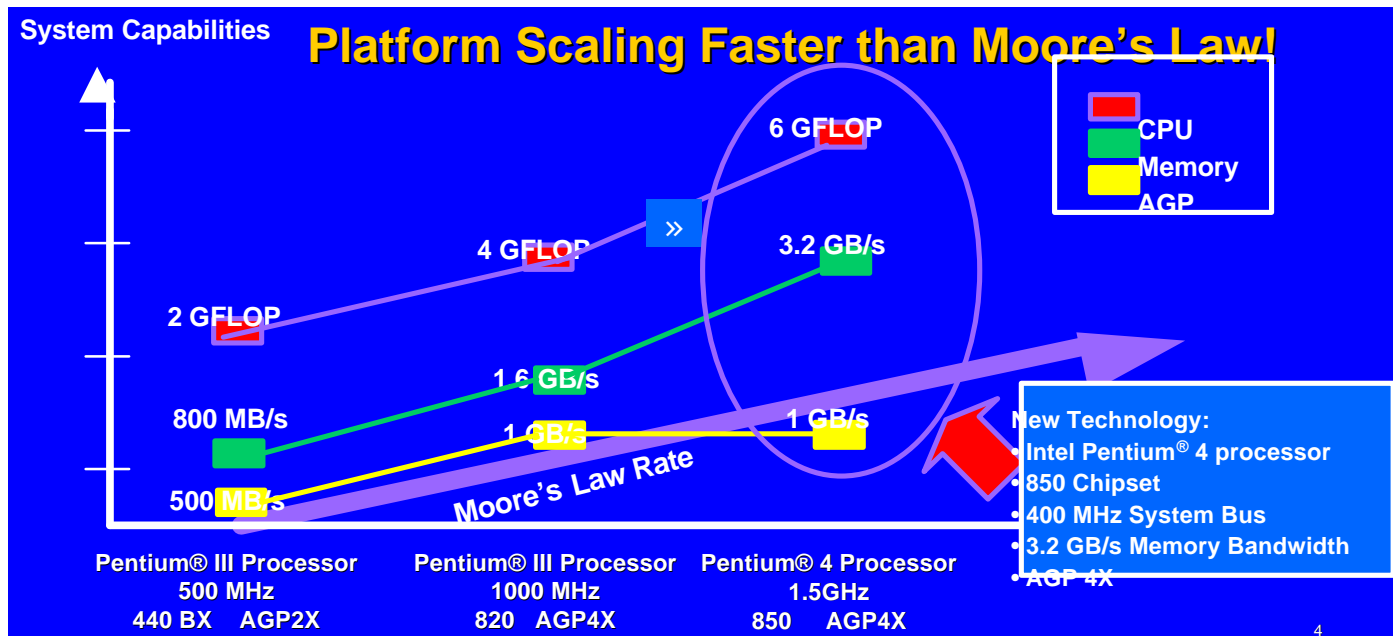 System Capabilities
Platform Scaling Faster than Moore's Law!
CPU
Memory
AGP
6 GFLOP
»
4 GFLOP
3.2 GB/s
2 GFLOP
1.6 GB/s
800 MB/s
1 GB/s
1 GB/s
500 MB/s
Moore's Law Rate
New Technology:
• Intel Pentium® 4 processor
• 850 Chipset
• 400 MHz System Bus
• 3.2 GB/s Memory Bandwidth
• AGP 4X
Pentium® III Processor
500 MHz
440 BX AGP2X
Pentium® III Processor
1000 MHz
820 AGP4X
Pentium® 4 Processor
1.5GHz
850 AGP4X
4